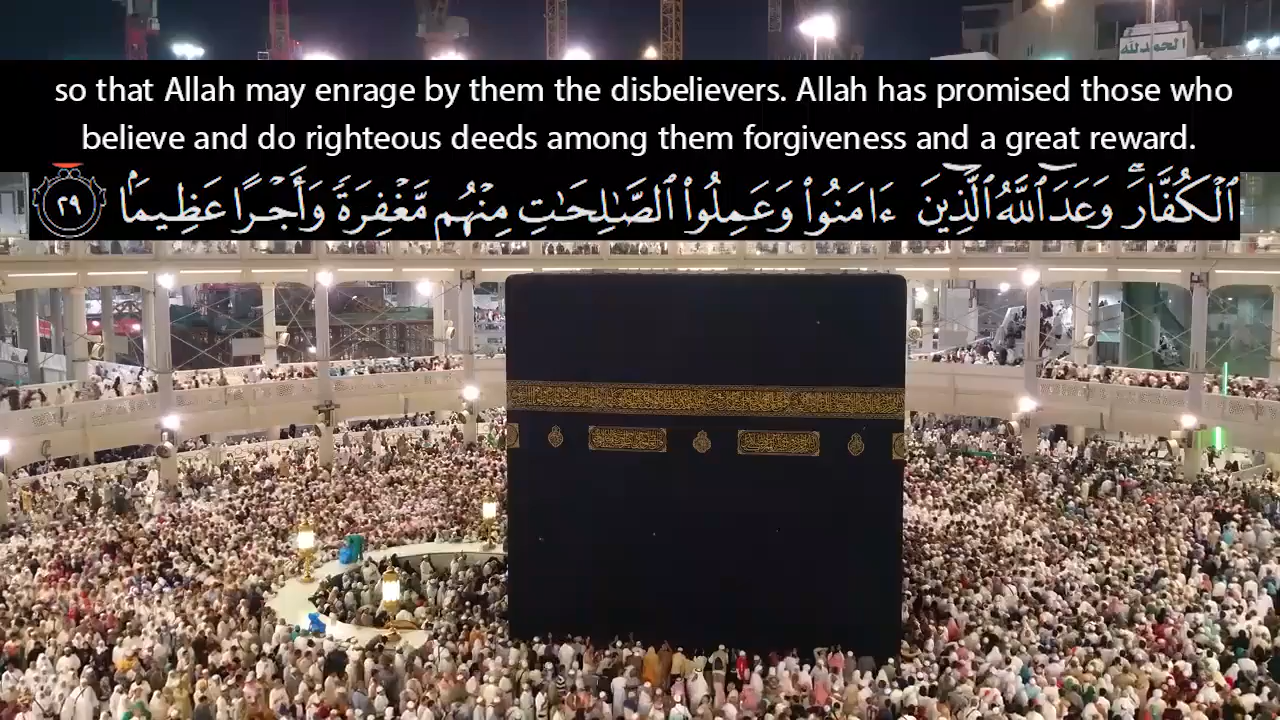 الحمدلله
so that Allah may enrage by them the disbelievers. Allah has promised those who
believe and do righteous deeds among them forgiveness and a great reward.
ٱلْكُفَّارَ وَعَدَ ٱللَّهُ ٱلَّذِينَ ءَامَنُوا۟ وَعَمِلُوا۟ ٱلصَّـٰلِحَـٰتِ مِنْهُم مَّغْفِرَةً وَأَجْرًا عَظِيمًۢا ٢٩